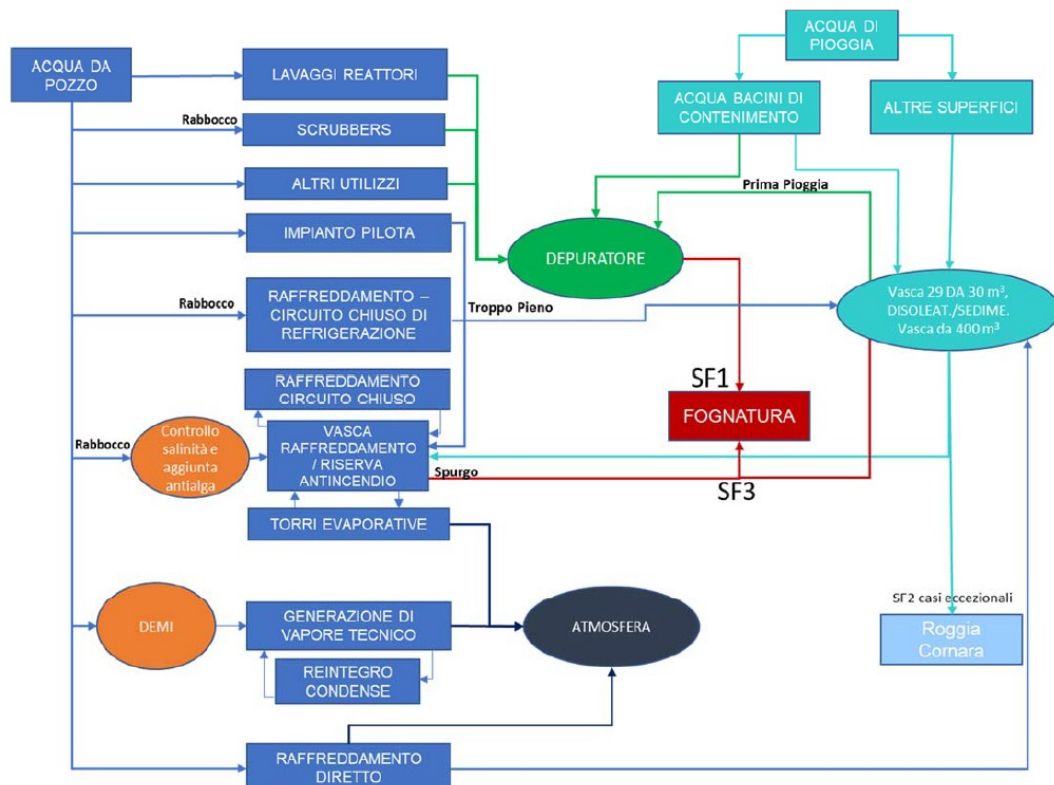 ACQUA DI
PIOGGIA
ACQUA DA
POZZO
LAVAGGI REATTORI
ACQUA BACINI DI
CONTENIMENTO
ALTRE SUPERFICI
Rabbocco
SCRUBBERS
ALTRI UTILIZZI
Prima Pioggia
IMPIANTO PILOTA
DEPURATORE
Rabbocco
RAFFREDDAMENTO –
CIRCUITO CHIUSO DI
REFRIGERAZIONE
Troppo Pieno
Vasca 29 DA 30 m³,
DISOLEAT./SEDIME.
Vasca da 400 m³
RAFFREDDAMENTO
CIRCUITO CHIUSO
SF1
FOGNATURA
Rabbocco
Controllo
salinità e
aggiunta
antialga
VASCA
RAFFREDDAMENTO
/ RISERVA
ANTINCENDIO
Spurgo
SF3
TORRI EVAPORATIVE
SF2 casi eccezionali
DEMI
GENERAZIONE DI
VAPORE TECNICO
ATMOSFERA
Roggia
Cornara
REINTEGRO
CONDENSE
RAFFREDDAMENTO
DIRETTO